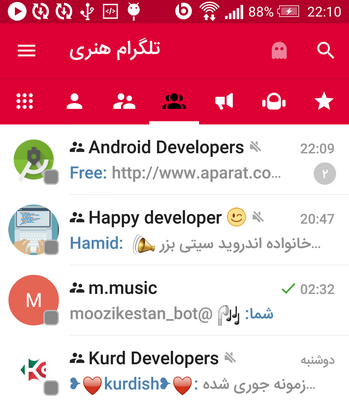 88% 22:10
تلگرام هنری
Android Developers 22:09
Free: http://www.aparat.co... ۲
Happy developer 😉 20:47
Hamid: خانواده اندروید سیتی بزر...
M m.music 02:32
شما: @moozikestan_bot
Kurd Developers دوشنبه
❥❤kurdish❥❤: زمونه جوری شده...